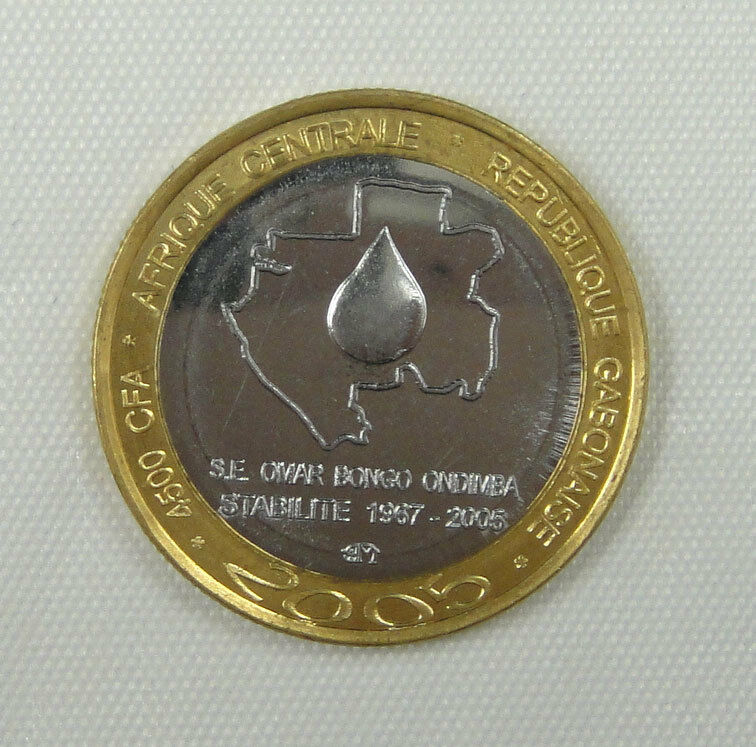 4500 CFA * AFRIQUE CENTRALE * REPUBLIQUE GABONAISE *
S.E. OMAR BONGO ONDIMBA
STABILITE 1967 - 2005
* 2005